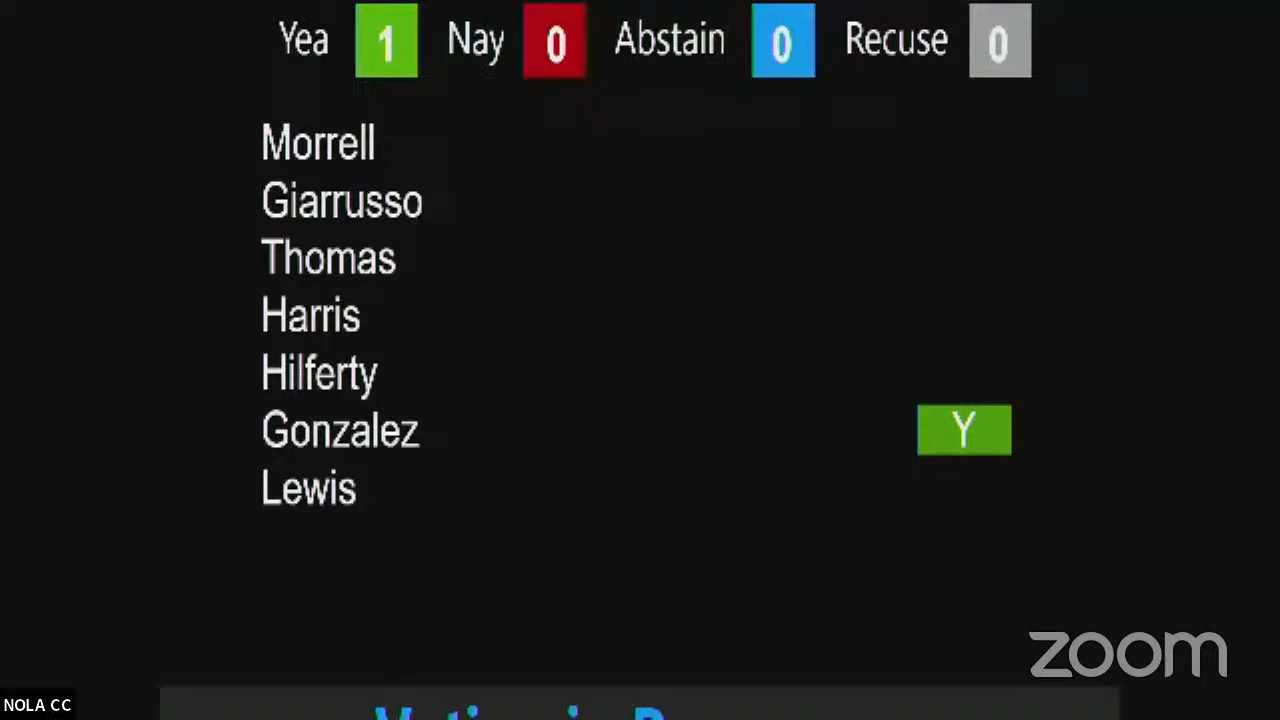 Yea 1 Nay 0 Abstain 0 Recuse 0
Morrell
Giarrusso
Thomas
Harris
Hilferty
Gonzalez Y
Lewis
zoom
NOLA CC